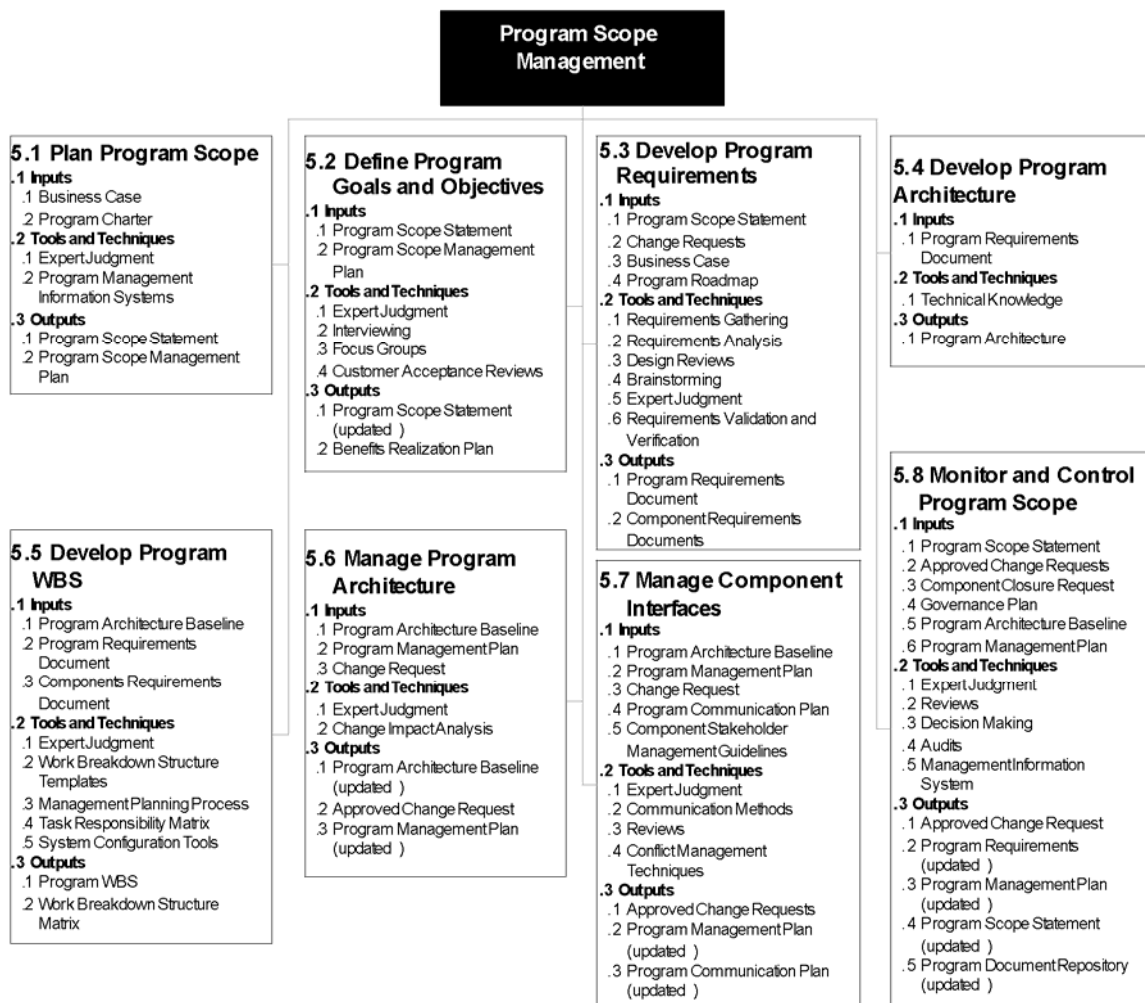 Program Scope
Management
5.1 Plan Program Scope
.1 Inputs
.1 Business Case
.2 Program Charter
.2 Tools and Techniques
.1 Expert Judgment
.2 Program Management
Information Systems
.3 Outputs
.1 Program Scope Statement
.2 Program Scope Management
Plan
5.2 Define Program
Goals and Objectives
.1 Inputs
.1 Program Scope Statement
.2 Program Scope Management
Plan
.2 Tools and Techniques
.1 Expert Judgment
.2 Interviewing
.3 Focus Groups
.4 Customer Acceptance Reviews
.3 Outputs
.1 Program Scope Statement
(updated )
.2 Benefits Realization Plan
5.3 Develop Program
Requirements
.1 Inputs
.1 Program Scope Statement
.2 Change Requests
.3 Business Case
.4 Program Roadmap
.2 Tools and Techniques
.1 Requirements Gathering
.2 Requirements Analysis
.3 Design Reviews
.4 Brainstorming
.5 Expert Judgment
.6 Requirements Validation and
Verification
.3 Outputs
.1 Program Requirements
Document
.2 Component Requirements
Documents
5.4 Develop Program
Architecture
.1 Inputs
.1 Program Requirements
Document
.2 Tools and Techniques
.1 Technical Knowledge
.3 Outputs
.1 Program Architecture
5.5 Develop Program
WBS
.1 Inputs
.1 Program Architecture Baseline
.2 Program Requirements
Document
.3 Components Requirements
Document
.2 Tools and Techniques
.1 Expert Judgment
.2 Work Breakdown Structure
Templates
.3 Management Planning Process
.4 Task Responsibility Matrix
.5 System Configuration Tools
.3 Outputs
.1 Program WBS
.2 Work Breakdown Structure
Matrix
5.6 Manage Program
Architecture
.1 Inputs
.1 Program Architecture Baseline
.2 Program Management Plan
.3 Change Request
.2 Tools and Techniques
.1 Expert Judgment
.2 Change Impact Analysis
.3 Outputs
.1 Program Architecture Baseline
(updated )
.2 Approved Change Request
.3 Program Management Plan
(updated )
5.7 Manage Component
Interfaces
.1 Inputs
.1 Program Architecture Baseline
.2 Program Management Plan
.3 Change Request
.4 Program Communication Plan
.5 Component Stakeholder
Management Guidelines
.2 Tools and Techniques
.1 Expert Judgment
.2 Communication Methods
.3 Reviews
.4 Conflict Management
Techniques
.3 Outputs
.1 Approved Change Requests
.2 Program Management Plan
(updated )
.3 Program Communication Plan
(updated )
5.8 Monitor and Control
Program Scope
.1 Inputs
.1 Program Scope Statement
.2 Approved Change Requests
.3 Component Closure Request
.4 Governance Plan
.5 Program Architecture Baseline
.6 Program Management Plan
.2 Tools and Techniques
.1 Expert Judgment
.2 Reviews
.3 Decision Making
.4 Audits
.5 Management Information
System
.3 Outputs
.1 Approved Change Request
.2 Program Requirements
(updated )
.3 Program Management Plan
(updated )
.4 Program Scope Statement
(updated )
.5 Program Document Repository
(updated )